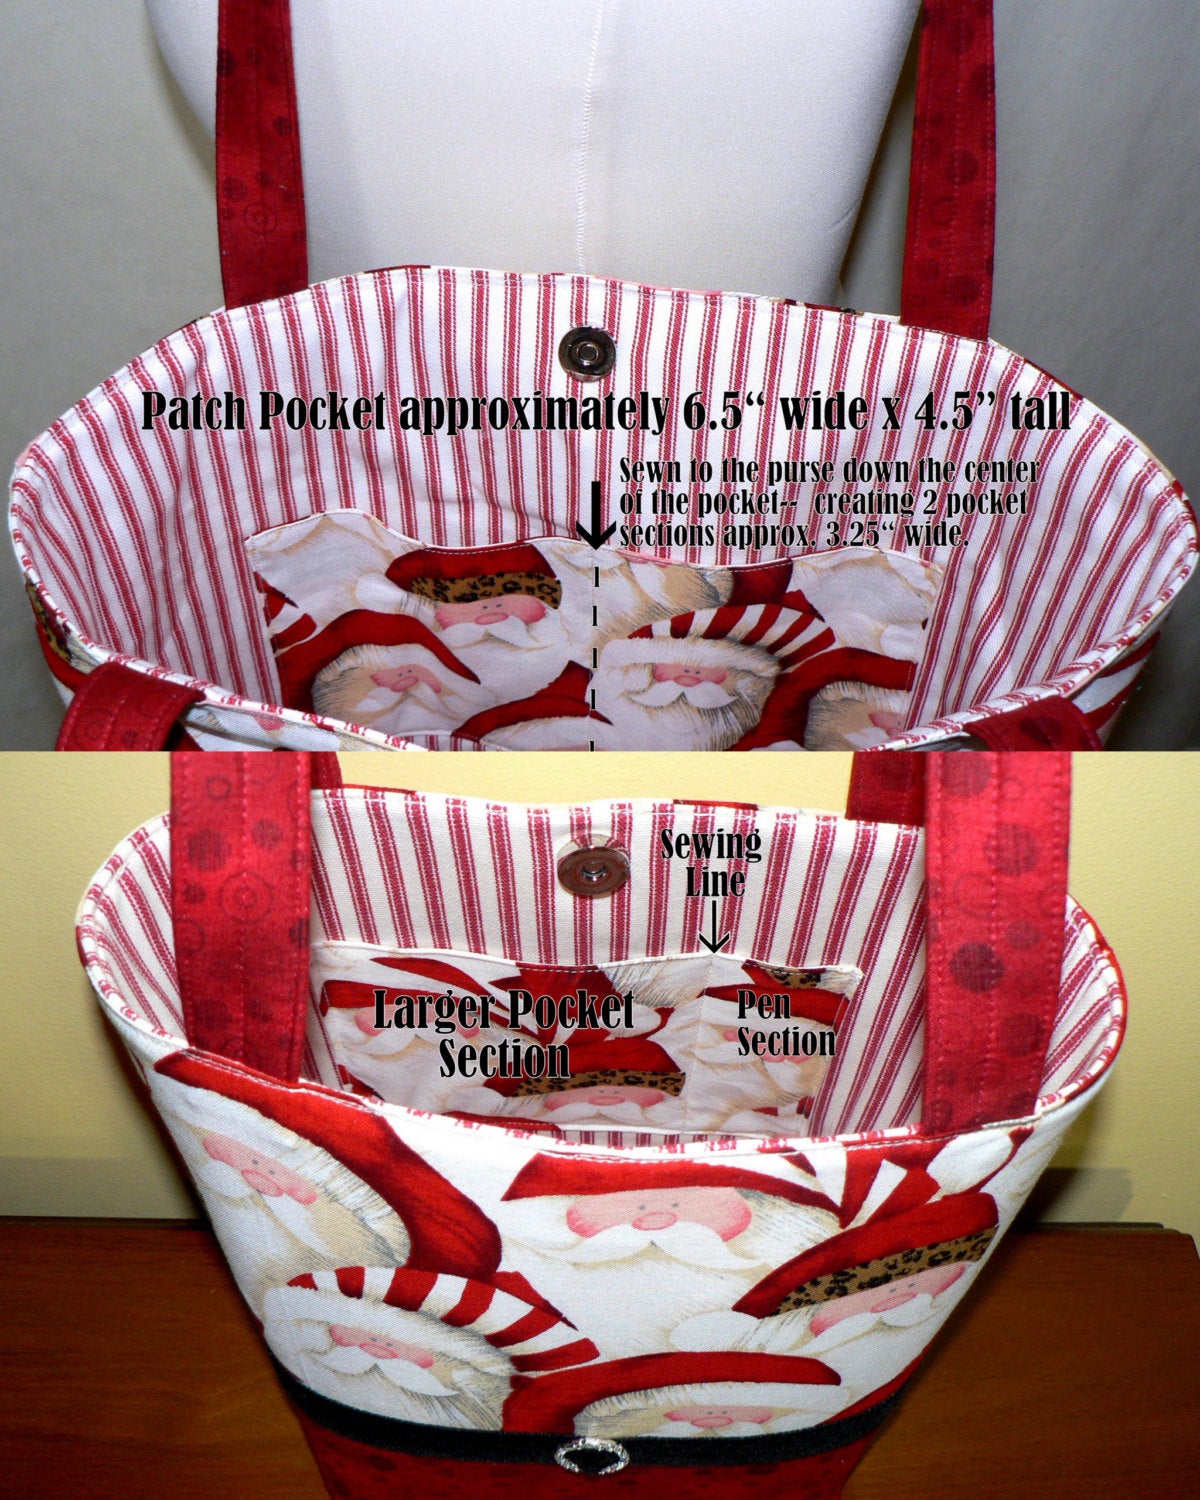 Patch Pocket approximately 6.5“ wide x 4.5” tall
Sewn to the purse down the center
of the pocket-- creating 2 pocket
sections approx. 3.25“ wide.
Sewing
Line
Larger Pocket
Section
Pen
Section